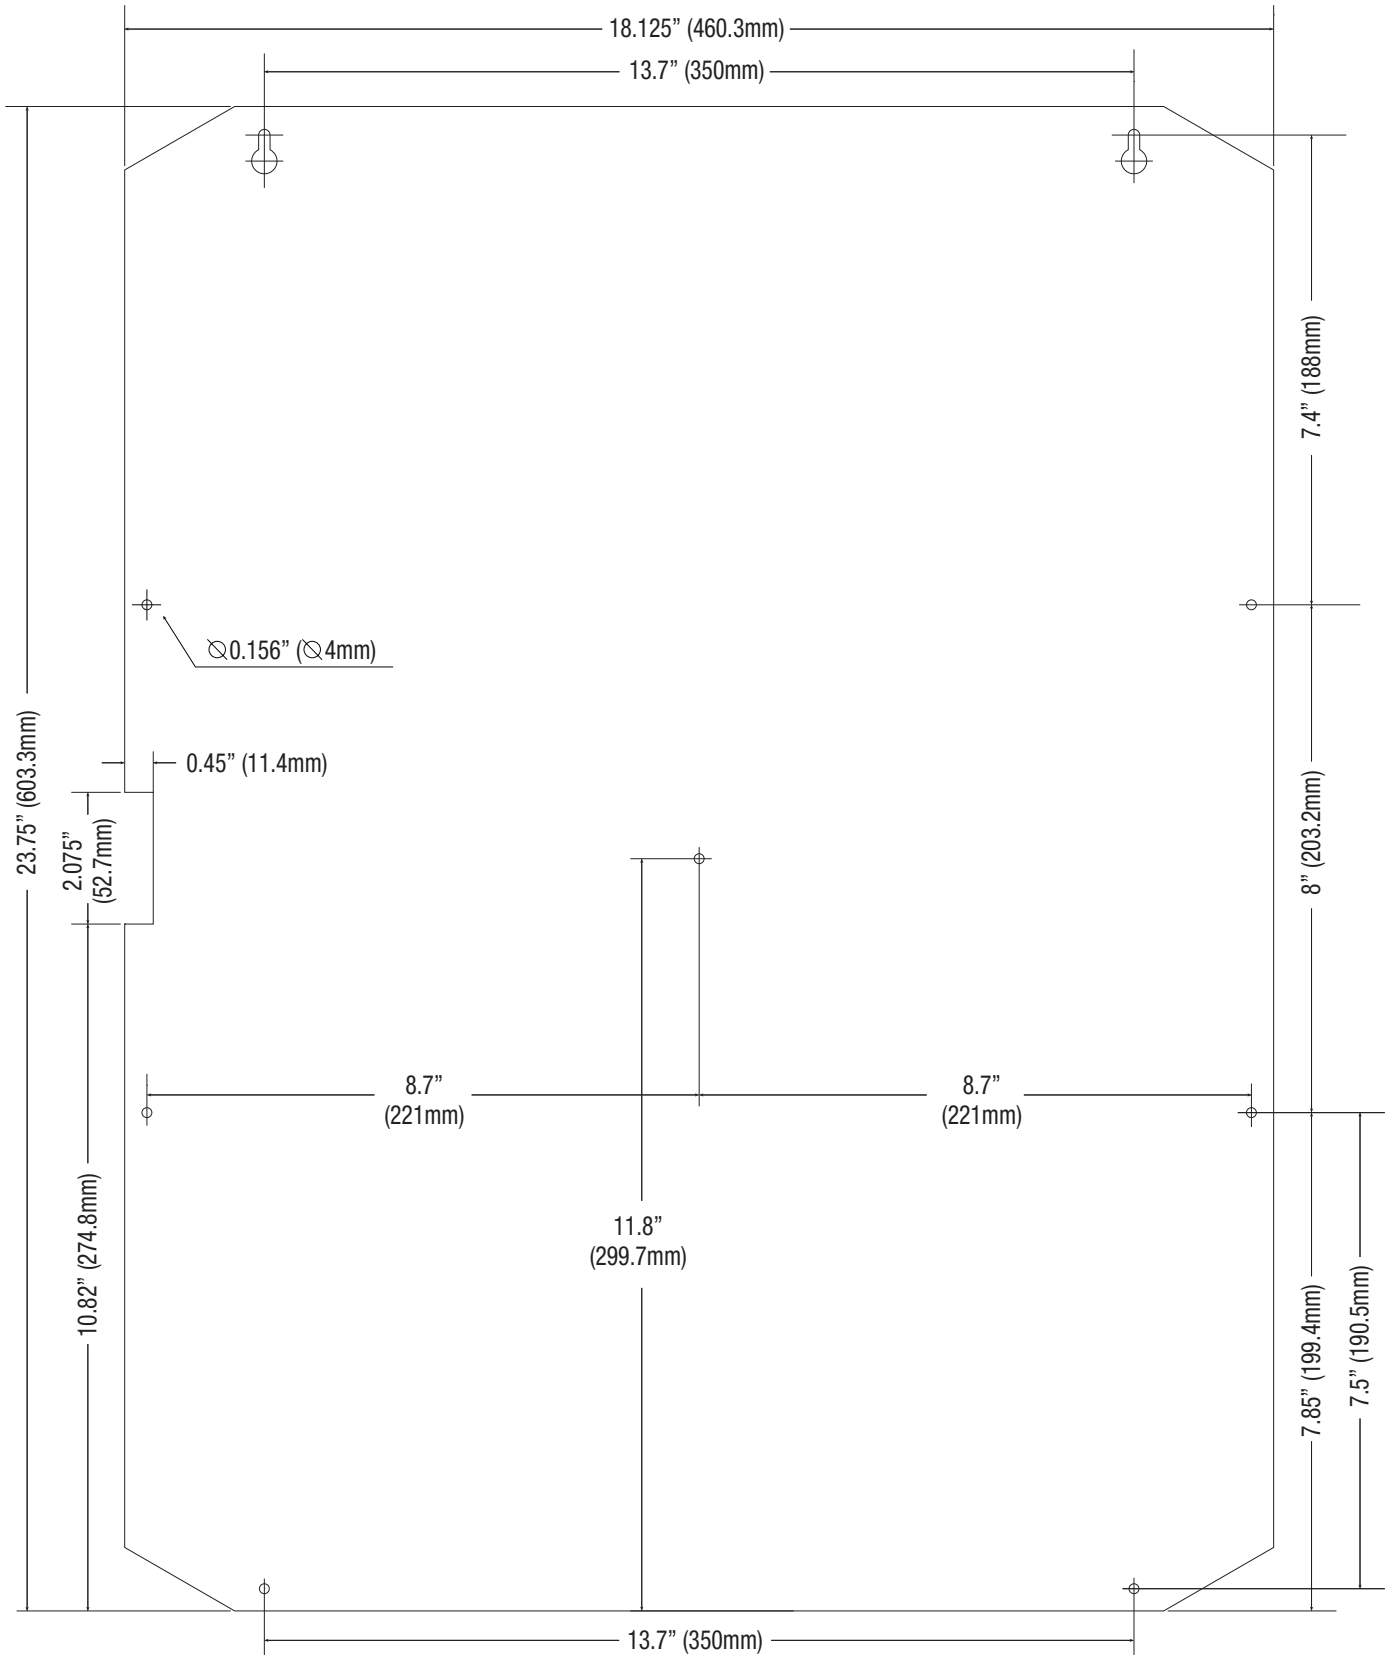 18.125” (460.3mm)
13.7” (350mm)
7.4” (188mm)
∅0.156” (∅4mm)
23.75” (603.3mm)
0.45” (11.4mm)
2.075”
(52.7mm)
8” (203.2mm)
8.7”
(221mm)
8.7”
(221mm)
10.82” (274.8mm)
11.8”
(299.7mm)
7.85” (199.4mm)
7.5” (190.5mm)
13.7” (350mm)